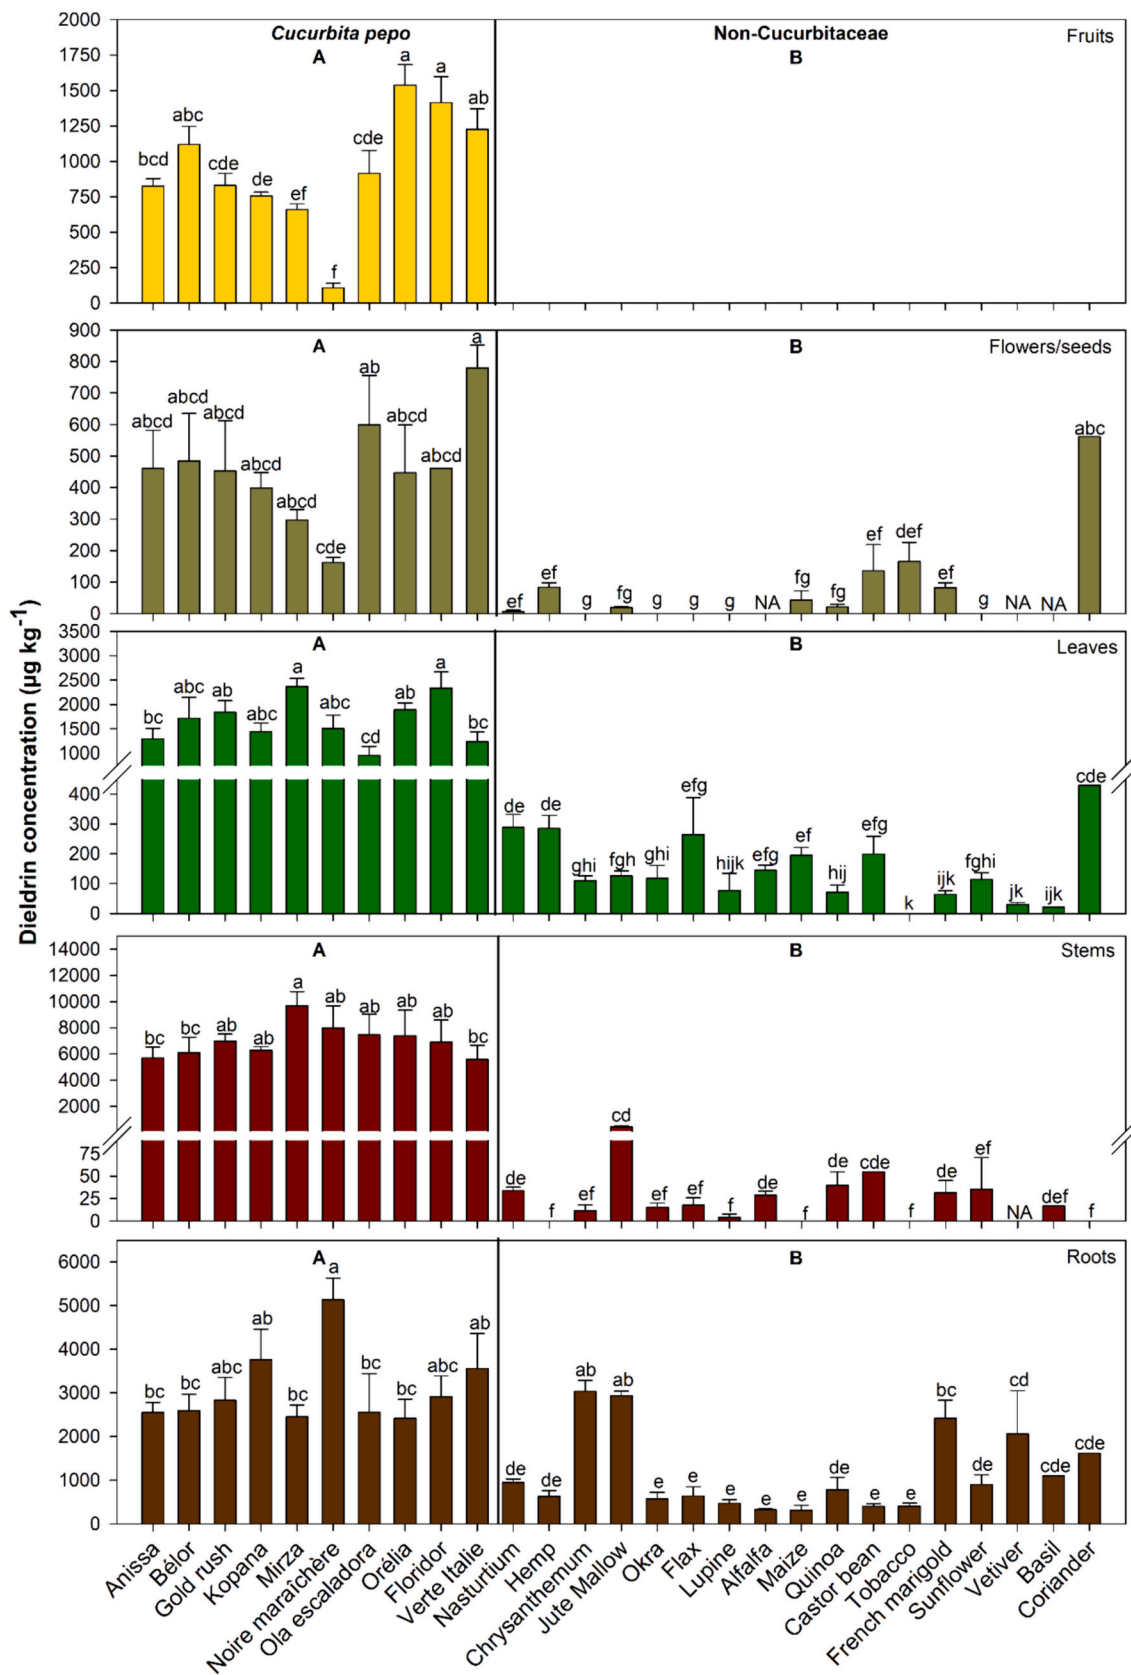 Cucurbita pepo
Non-Cucurbitaceae
Fruits
A
B
2000
1750
1500
1250
1000
750
500
250
0
bcd
abc
cde
de
ef
f
cde
a
a
ab
Flowers/seeds
A
B
900
800
700
600
500
400
300
200
100
0
abcd
abcd
abcd
abcd
abcd
cde
ab
abcd
abcd
a
ef
ef
g
fg
g
g
g
NA
fg
fg
ef
def
ef
g
NA
NA
abc
Dieldrin concentration (µg kg⁻¹)
Leaves
A
B
3500
3000
2500
2000
1500
1000
400
300
200
100
0
bc
abc
ab
abc
a
abc
cd
ab
a
bc
de
de
ghi
fgh
ghi
efg
hijk
efg
ef
hij
efg
k
ijk
fghi
jk
ijk
cde
Stems
A
B
14000
12000
10000
8000
6000
4000
2000
75
50
25
0
bc
bc
ab
ab
a
ab
ab
ab
ab
bc
de
f
ef
cd
ef
ef
f
de
f
de
cde
f
de
ef
NA
def
f
Roots
A
B
6000
5000
4000
3000
2000
1000
0
bc
bc
abc
ab
bc
a
bc
bc
abc
ab
de
de
ab
ab
e
e
e
e
e
de
e
e
bc
de
cd
cde
cde
Anissa
Bélor
Gold rush
Kopana
Mirza
Noire maraîchère
Ola escaladora
Orélia
Floridor
Verte Italie
Nasturtium
Hemp
Chrysanthemum
Jute Mallow
Okra
Flax
Lupine
Alfalfa
Maize
Quinoa
Castor bean
Tobacco
French marigold
Sunflower
Vetiver
Basil
Coriander